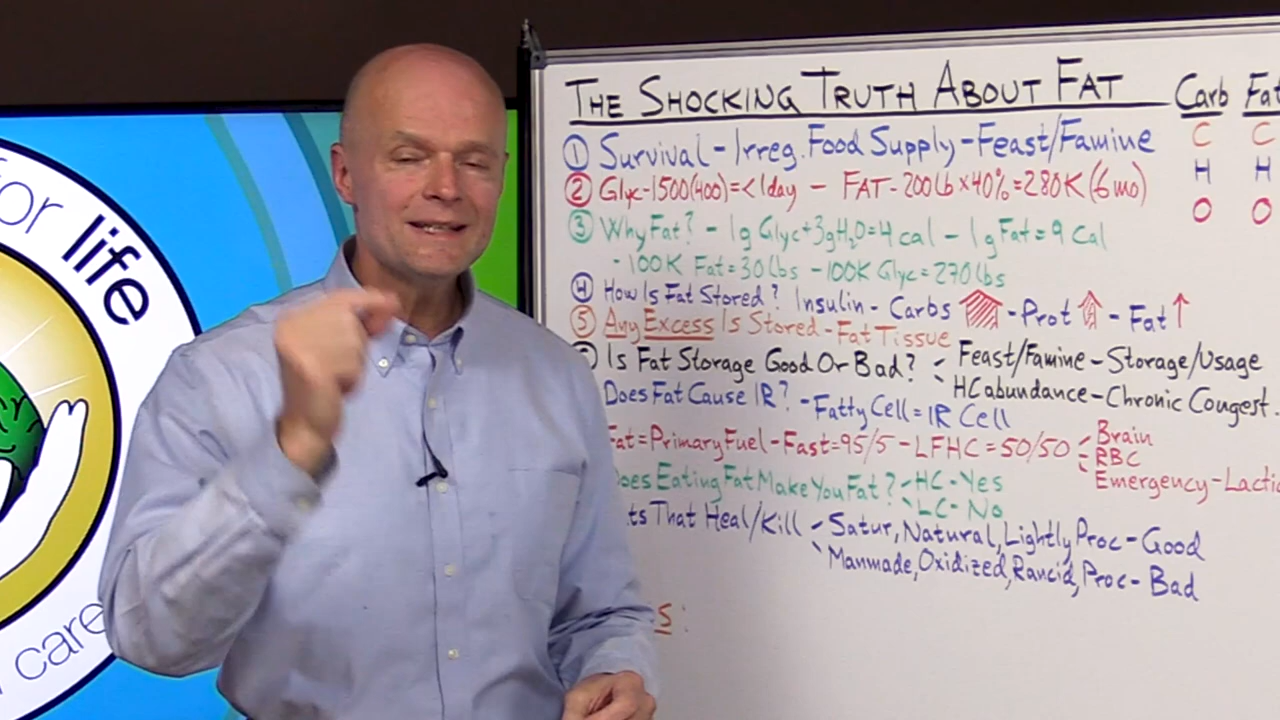 for life
care
THE SHOCKING TRUTH ABOUT FAT
Carb Fat
C C
H H
O O
① Survival - Irreg. Food Supply - Feast/Famine
② Glyc - 1500(400) = < 1day - FAT - 200lb x 40% = 280K (6 mo)
③ Why Fat? - 1g Glyc + 3g H₂O = 4 cal - 1g Fat = 9 Cal
- 100K Fat = 30 lbs - 100K Glyc = 270 lbs
④ How Is Fat Stored? Insulin - Carbs ⇑ - Prot ⇑ - Fat ↑
⑤ Any Excess Is Stored - Fat Tissue
Is Fat Storage Good Or Bad? - Feast/Famine - Storage/Usage
- HC abundance - Chronic Congest.
Does Fat Cause IR? - Fatty Cell = IR Cell
Fat = Primary Fuel - Fast = 95/5 - LFHC = 50/50 - Brain
- RBC
- Emergency - Lactic
oes Eating Fat Make You Fat? - HC - Yes
- LC - No
ts That Heal/Kill - Satur, Natural, Lightly Proc - Good
- Manmade, Oxidized, Rancid, Proc - Bad
s: